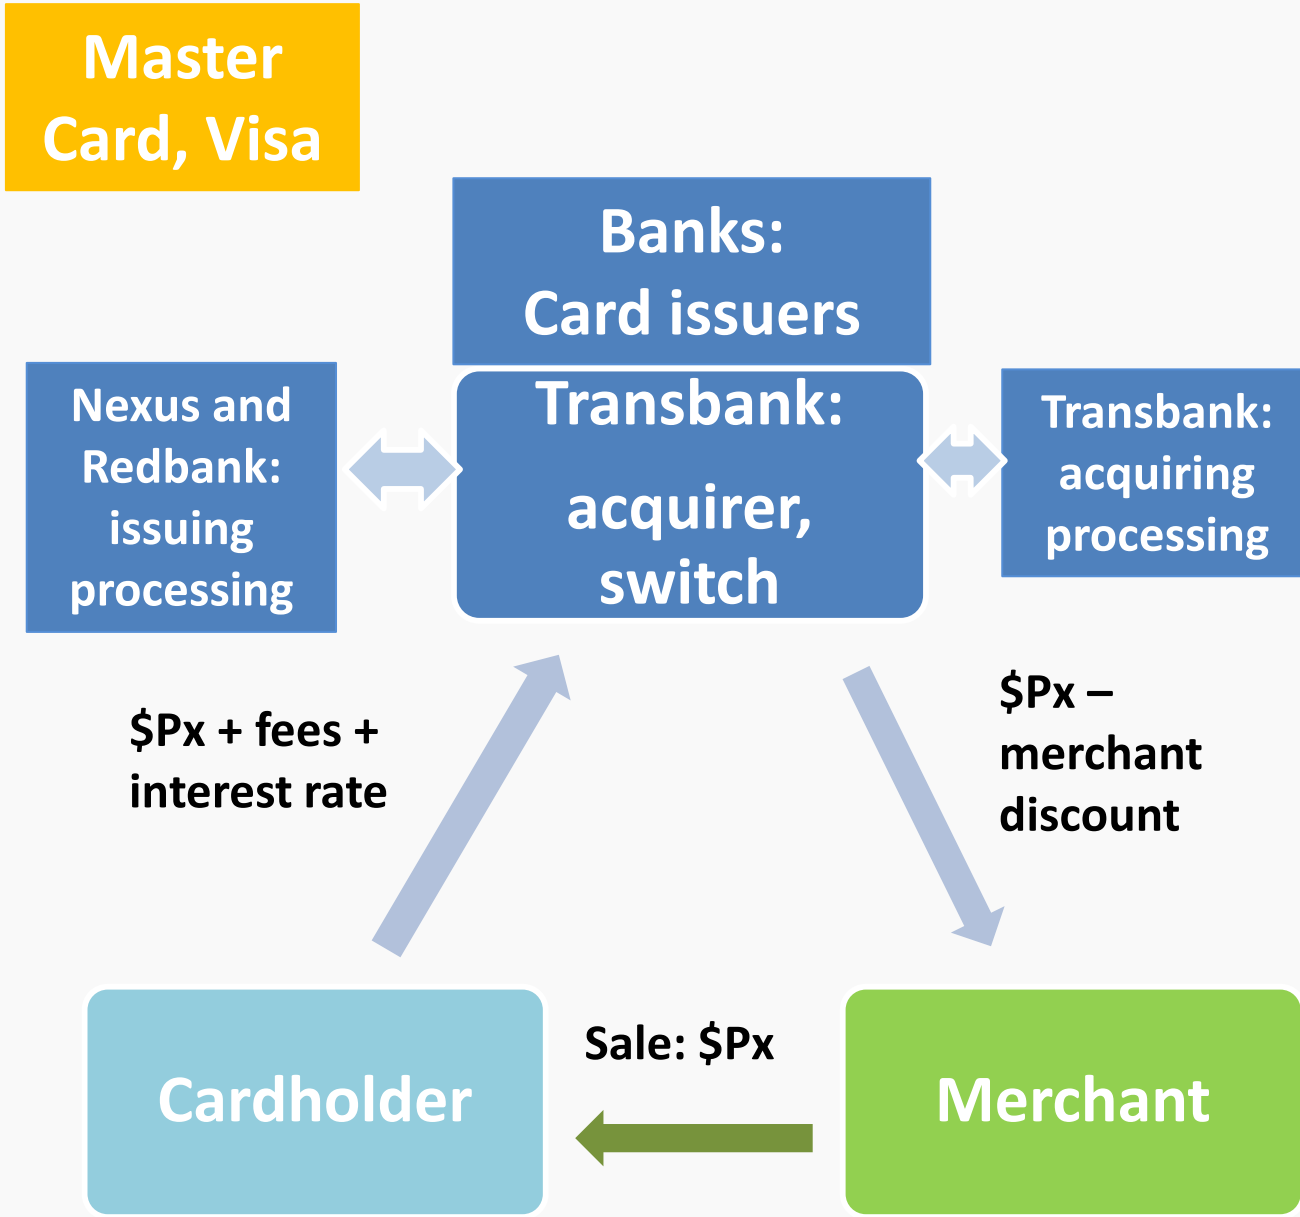 Master
Card, Visa
Banks:
Card issuers
Nexus and
Redbank:
issuing
processing
Transbank:
acquirer,
switch
Transbank:
acquiring
processing
$Px + fees +
interest rate
$Px –
merchant
discount
Cardholder
Sale: $Px
Merchant